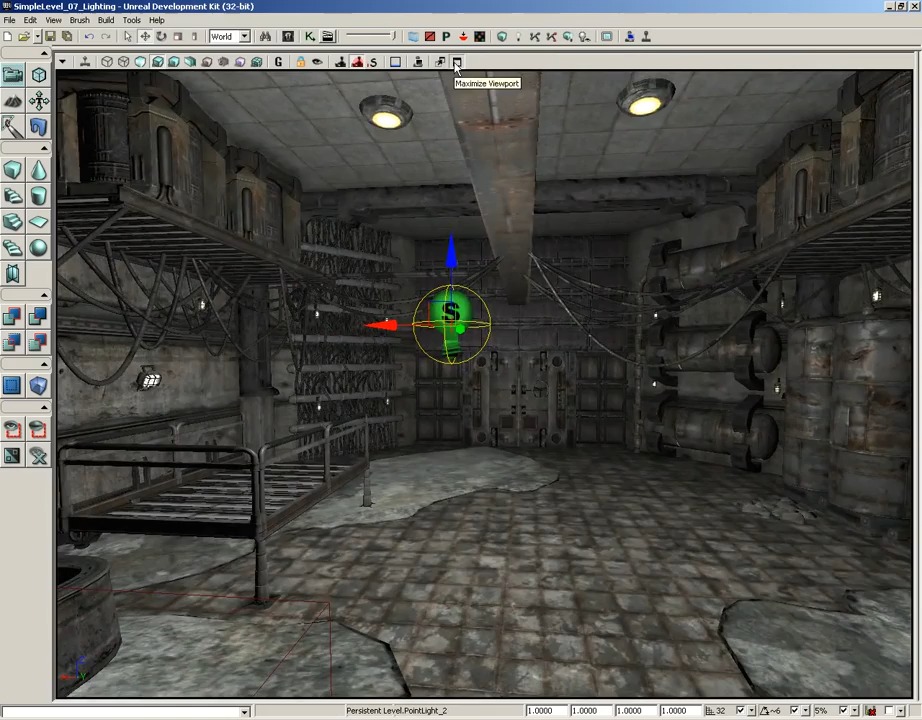 SimpleLevel_07_Lighting - Unreal Development Kit (32-bit)
File Edit View Brush Build Tools Help
World
Maximize Viewport
S
Persistent Level.PointLight_2
1.0000 1.0000 1.0000 1.0000 32 ~6 5%